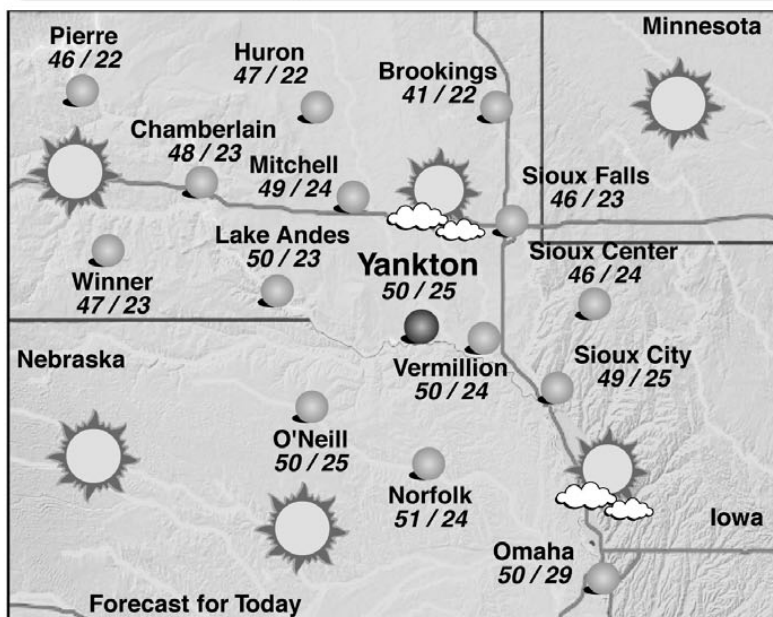 Minnesota
Pierre
46 / 22
Huron
47 / 22
Brookings
41 / 22
Chamberlain
48 / 23
Mitchell
49 / 24
Sioux Falls
46 / 23
Lake Andes
50 / 23
Winner
47 / 23
Yankton
50 / 25
Sioux Center
46 / 24
Nebraska
Vermillion
50 / 24
Sioux City
49 / 25
O'Neill
50 / 25
Norfolk
51 / 24
Iowa
Omaha
50 / 29
Forecast for Today